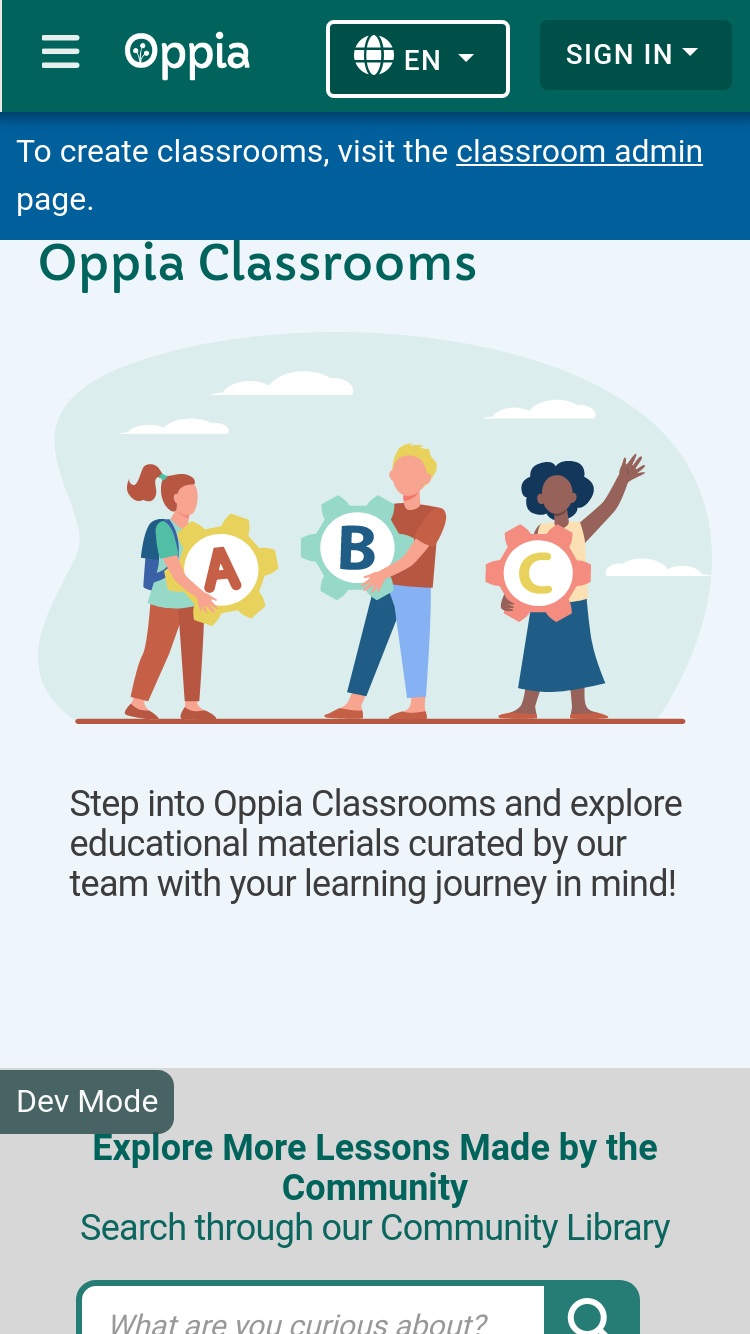 Oppia
EN
SIGN IN
To create classrooms, visit the classroom admin
page.
Oppia Classrooms
A
B
C
Step into Oppia Classrooms and explore
educational materials curated by our
team with your learning journey in mind!
Dev Mode
Explore More Lessons Made by the
Community
Search through our Community Library
What are you curious about?